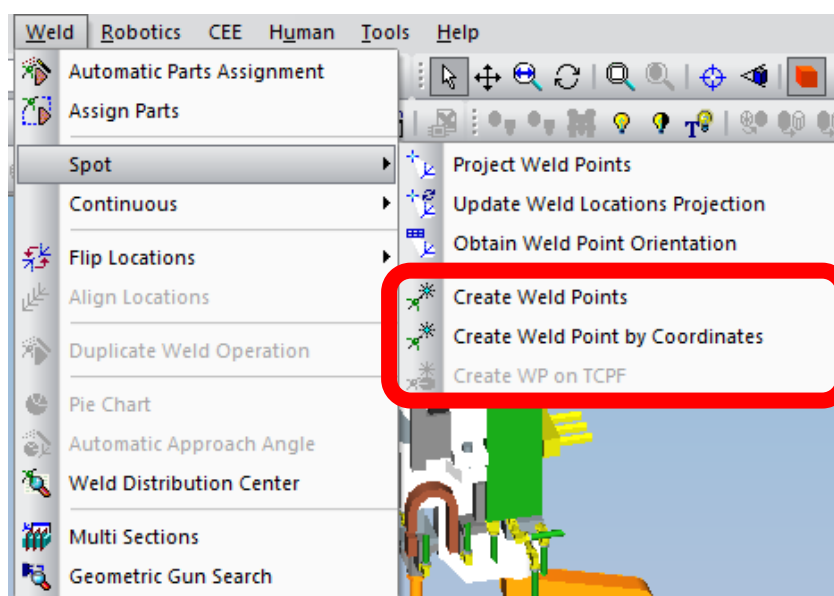 Weld Robotics CEE Human Tools Help
Automatic Parts Assignment
Assign Parts
Spot
Continuous
Flip Locations
Align Locations
Duplicate Weld Operation
Pie Chart
Automatic Approach Angle
Weld Distribution Center
Multi Sections
Geometric Gun Search
Project Weld Points
Update Weld Locations Projection
Obtain Weld Point Orientation
Create Weld Points
Create Weld Point by Coordinates
Create WP on TCPF